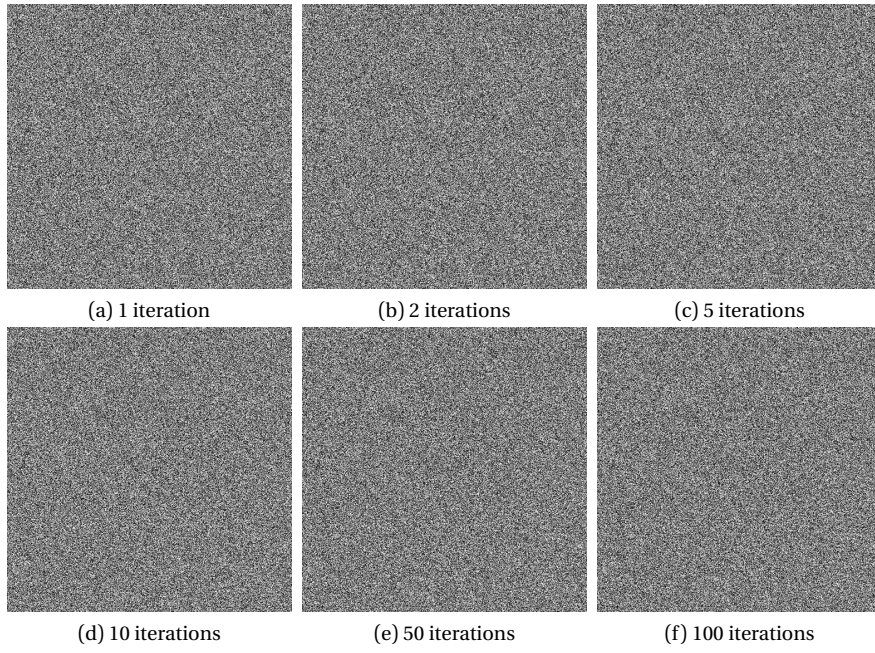 (a) 1 iteration
(b) 2 iterations
(c) 5 iterations
(d) 10 iterations
(e) 50 iterations
(f) 100 iterations